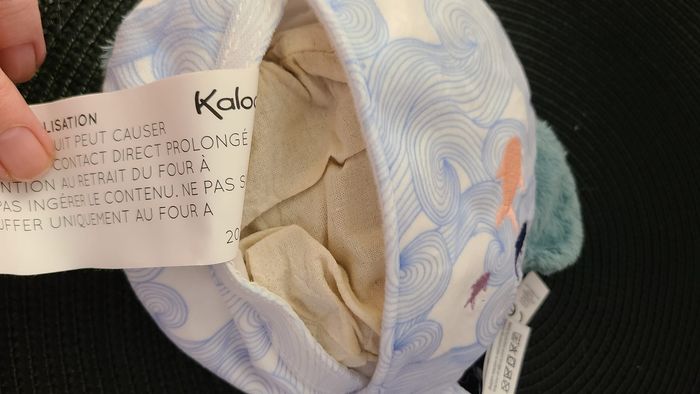 Kaloo
LISATION
UIT PEUT CAUSER
CONTACT DIRECT PROLONGÉ
NTION AU RETRAIT DU FOUR À
PAS INGÉRER LE CONTENU. NE PAS S
UFFER UNIQUEMENT AU FOUR A
20